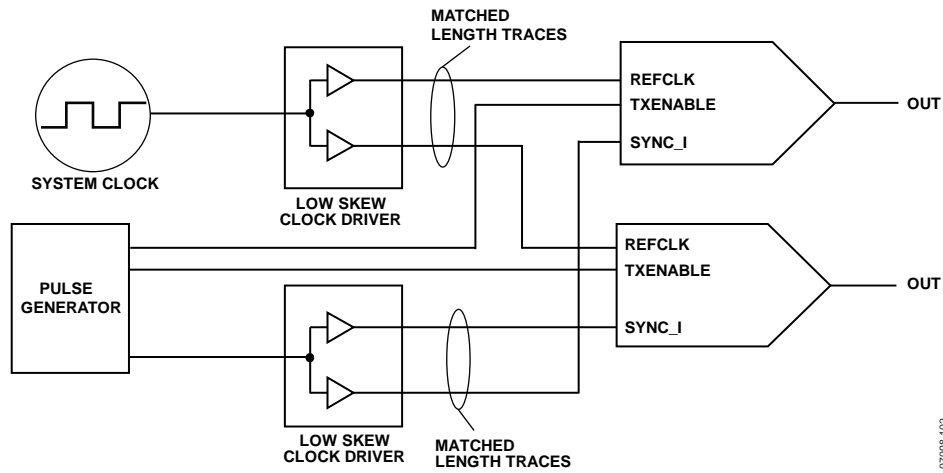 MATCHED
LENGTH TRACES
REFCLK
TXENABLE
SYNC_I
OUT
SYSTEM CLOCK
LOW SKEW
CLOCK DRIVER
PULSE
GENERATOR
REFCLK
TXENABLE
SYNC_I
OUT
LOW SKEW
CLOCK DRIVER
MATCHED
LENGTH TRACES